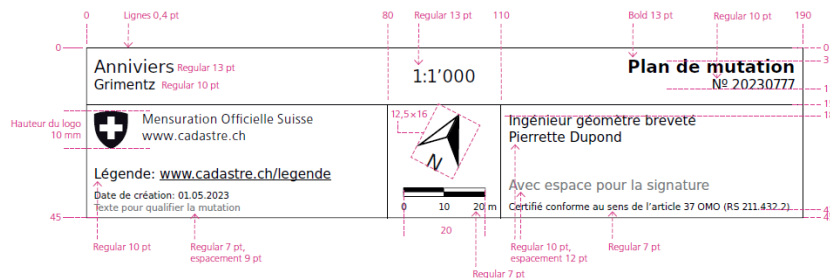 0 Lignes 0,4 pt 80 Regular 13 pt 110 Bold 13 pt Regular 10 pt 190
0 0
Anniviers Regular 13 pt 1:1’000 Plan de mutation 3
Grimentz Regular 10 pt Nº 20230777
Hauteur du logo
10 mm
Mensuration Officielle Suisse
www.cadastre.ch
12,5×16
N
Ingénieur géomètre breveté
Pierrette Dupond
Légende: www.cadastre.ch/legende
Avec espace pour la signature
Date de création: 01.05.2023
Texte pour qualifier la mutation
0 10 20 m
Certifié conforme au sens de l’article 37 OMO (RS 211.432.2)
45
20
Regular 10 pt
Regular 7 pt,
espacement 9 pt
Regular 7 pt
Regular 10 pt,
espacement 12 pt
Regular 7 pt